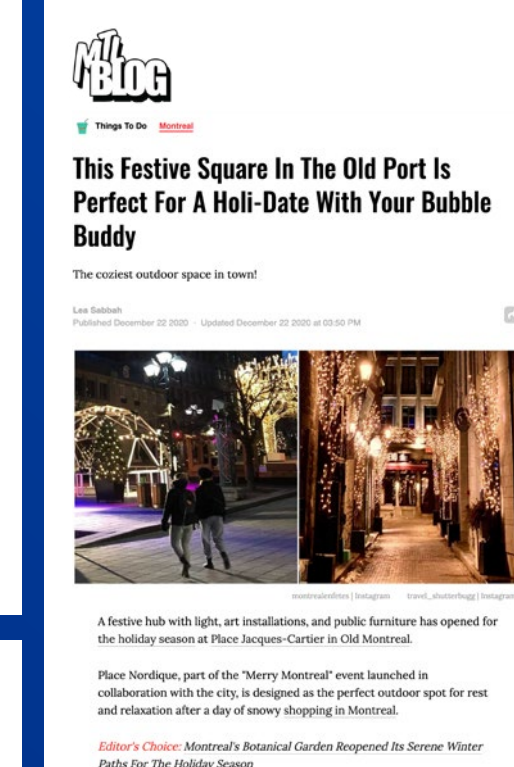 MTL
BLOG
Things To Do Montreal
This Festive Square In The Old Port Is
Perfect For A Holi-Date With Your Bubble
Buddy
The coziest outdoor space in town!
Lea Sabbah
Published December 22 2020 · Updated December 22 2020 at 03:50 PM
montrealenfetes | Instagram travel_shutterbugg | Instagram
A festive hub with light, art installations, and public furniture has opened for
the holiday season at Place Jacques-Cartier in Old Montreal.
Place Nordique, part of the "Merry Montreal" event launched in
collaboration with the city, is designed as the perfect outdoor spot for rest
and relaxation after a day of snowy shopping in Montreal.
Editor's Choice: Montreal's Botanical Garden Reopened Its Serene Winter
Paths For The Holiday Season